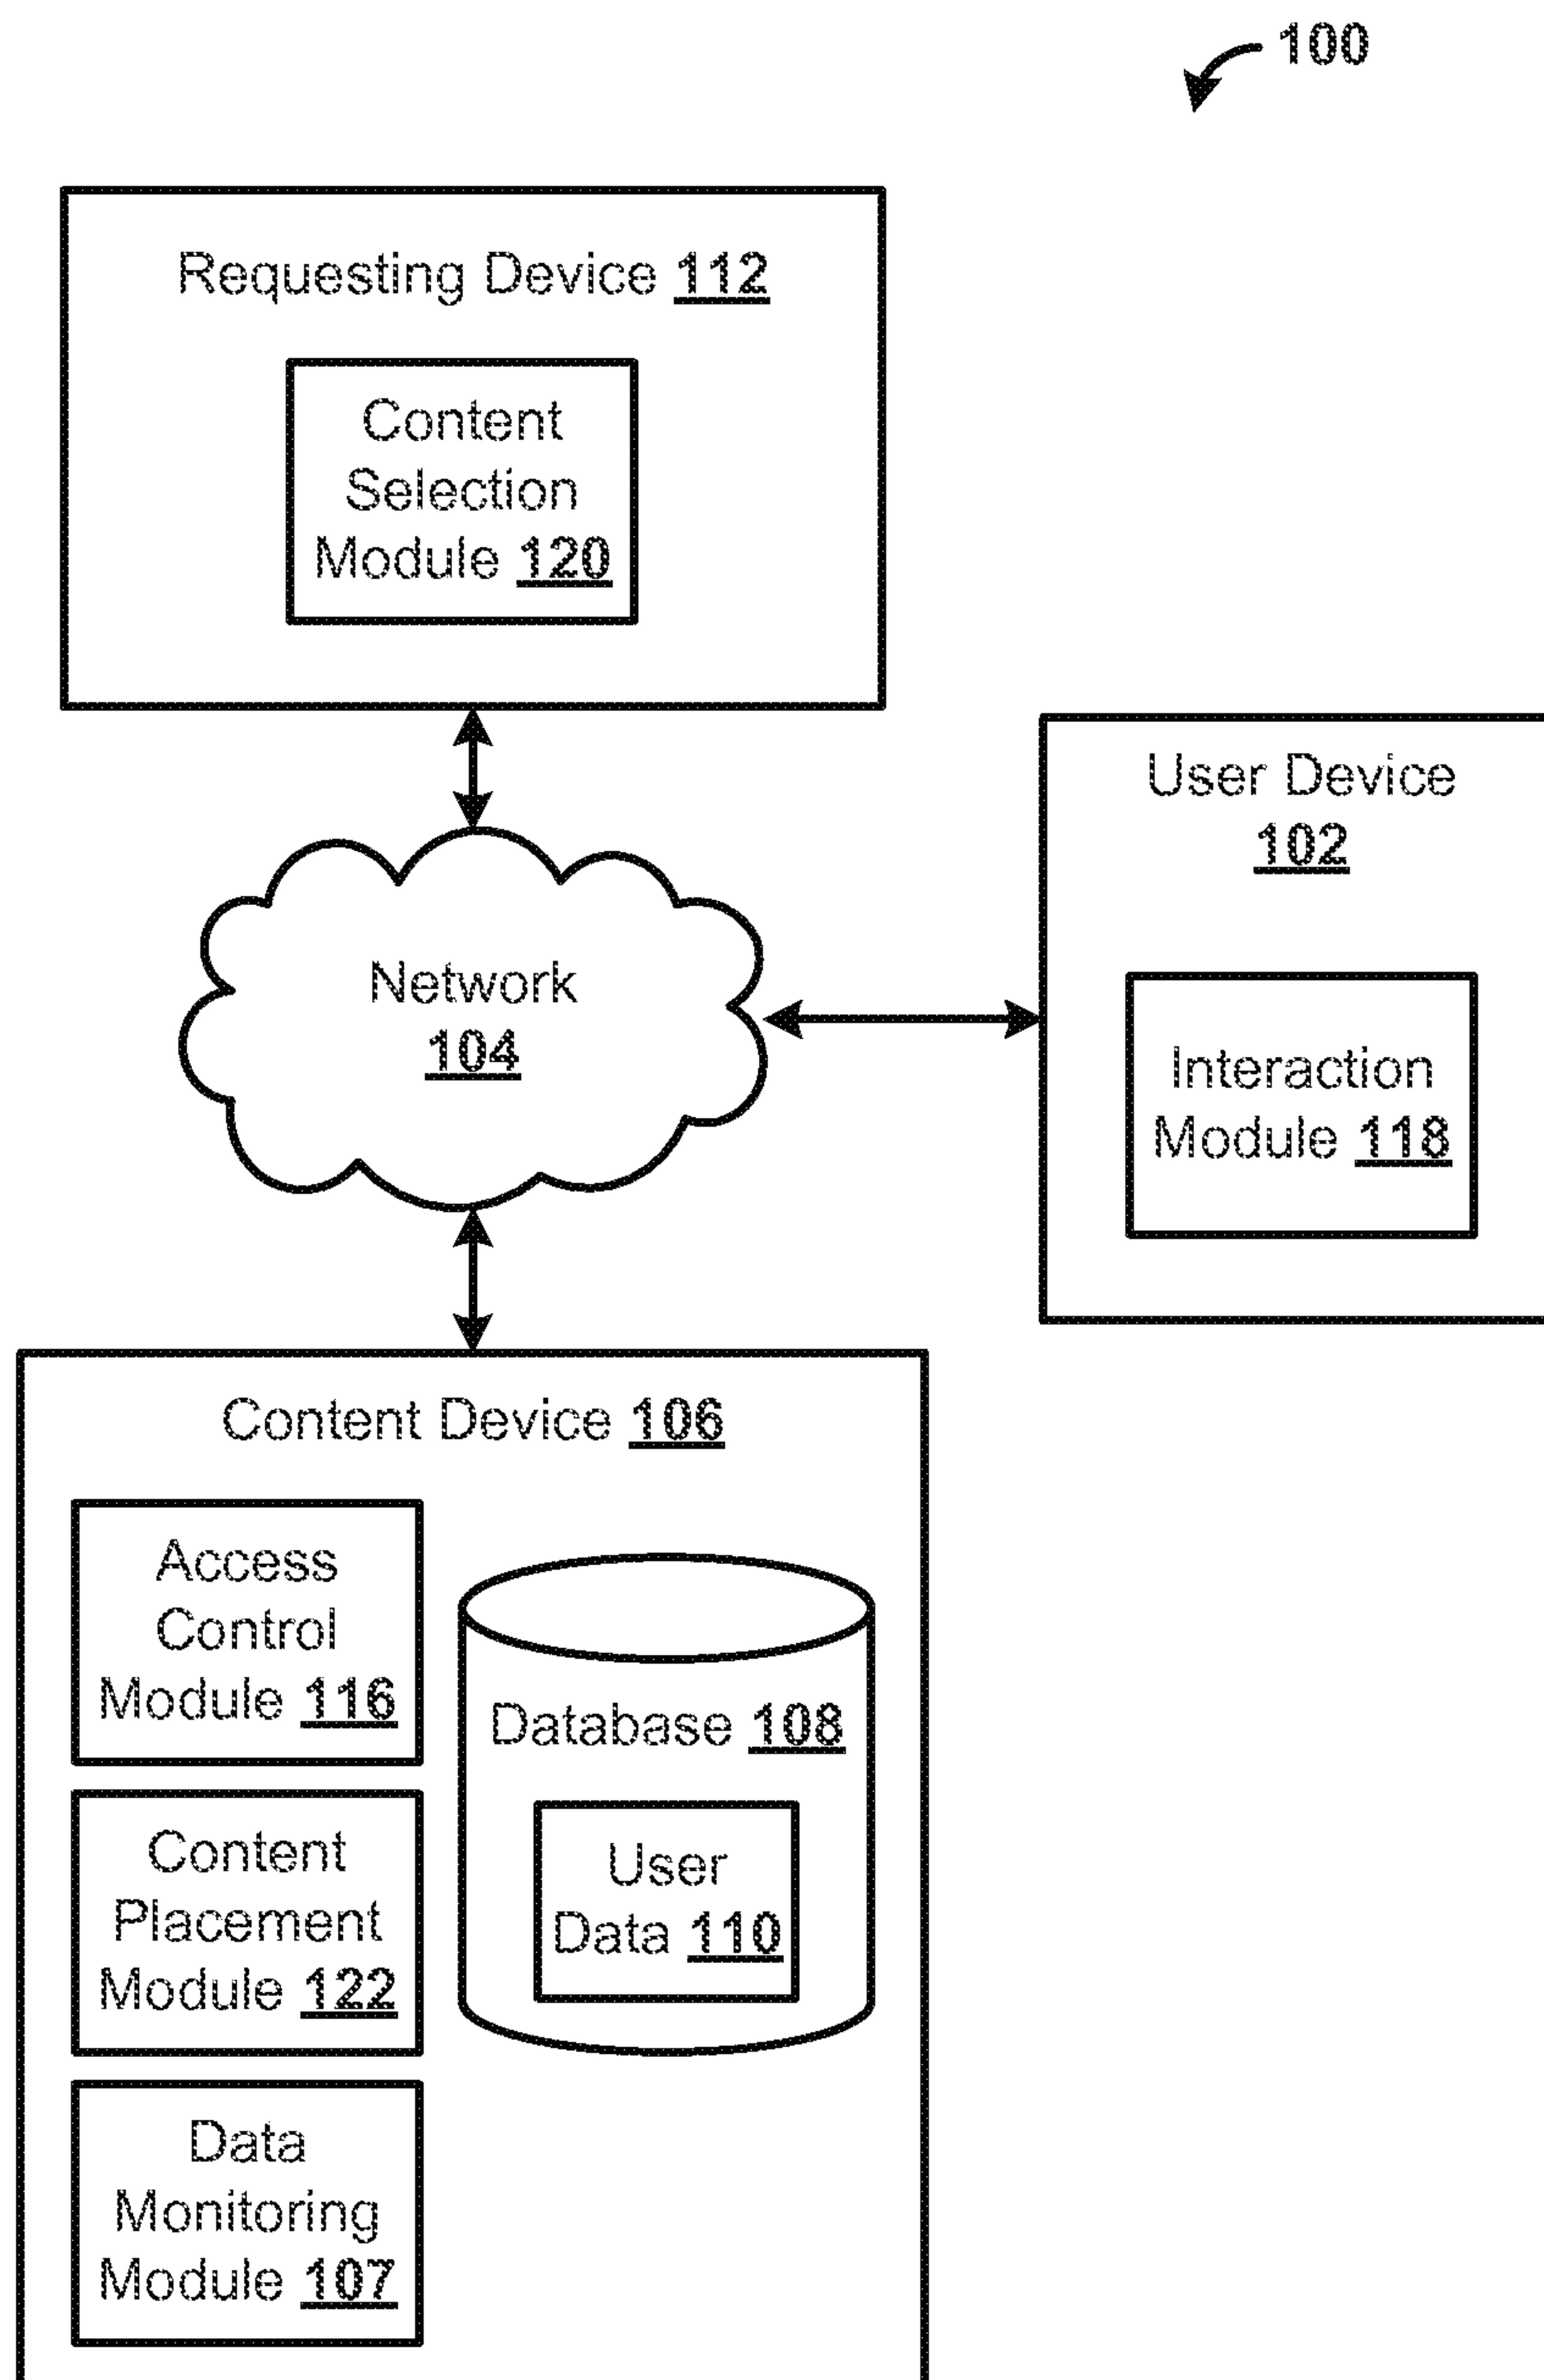 100
Requesting Device 112
Content
Selection
Module 120
User Device
102
Network
104
Interaction
Module 118
Content Device 106
Access
Control
Module 116
Database 108
Content
Placement
Module 122
User
Data 110
Data
Monitoring
Module 107